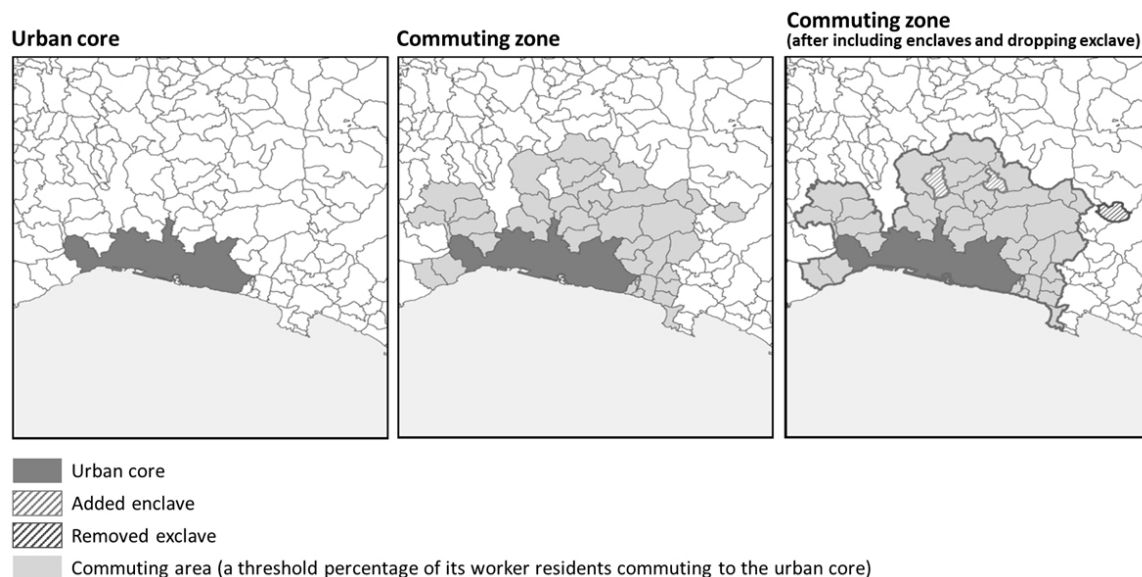 Urban core
Commuting zone
Commuting zone
(after including enclaves and dropping exclave)
Urban core
Added enclave
Removed exclave
Commuting area (a threshold percentage of its worker residents commuting to the urban core)